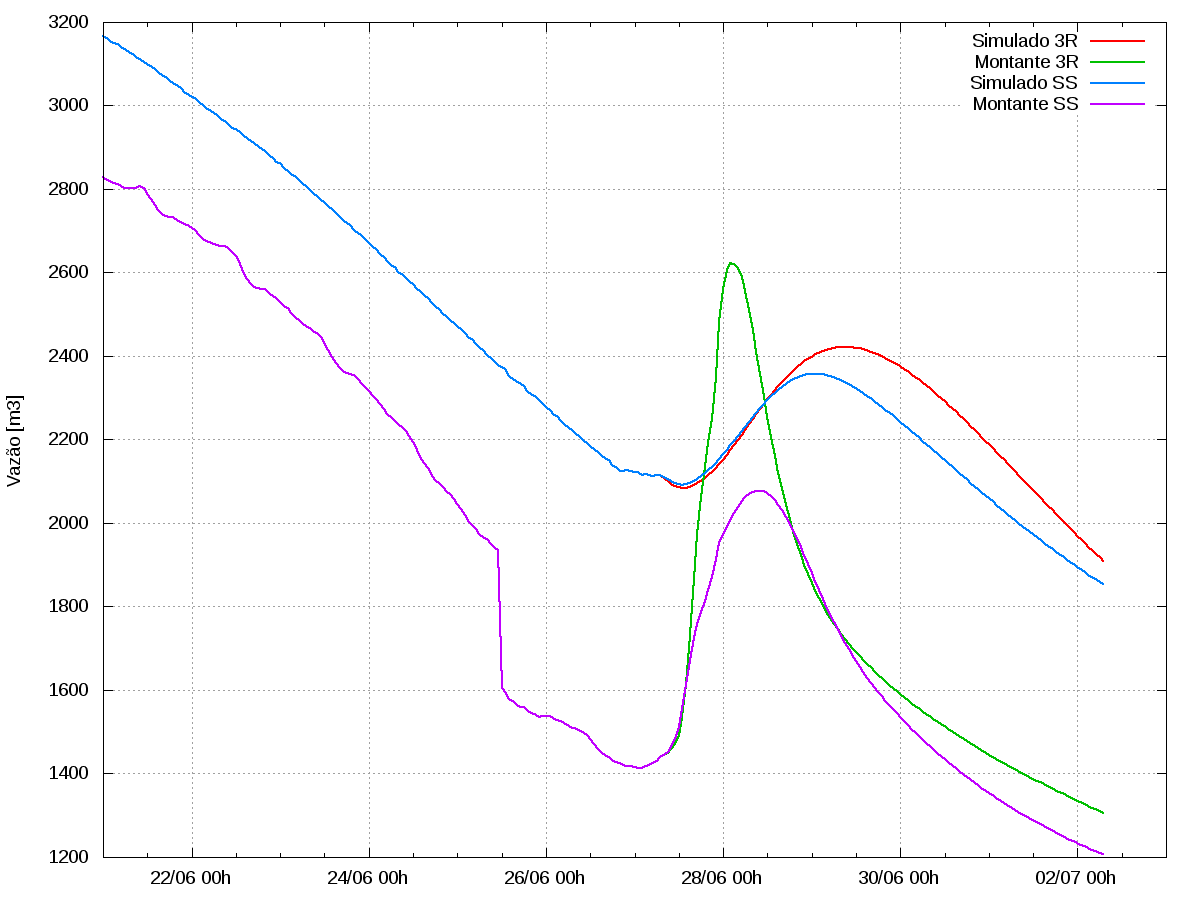 3200
3000
2800
2600
2400
2200
2000
1800
1600
1400
1200
Vazão [m3]
Simulado 3R
Montante 3R
Simulado SS
Montante SS
22/06 00h 24/06 00h 26/06 00h 28/06 00h 30/06 00h 02/07 00h